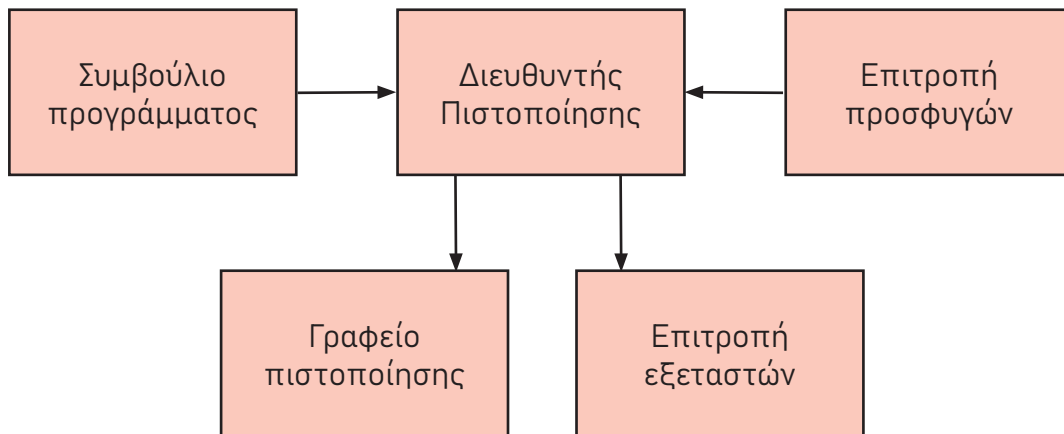 Συμβούλιο
προγράμματος
Διευθυντής
Πιστοποίησης
Επιτροπή
προσφυγών
Γραφείο
πιστοποίησης
Επιτροπή
εξεταστών